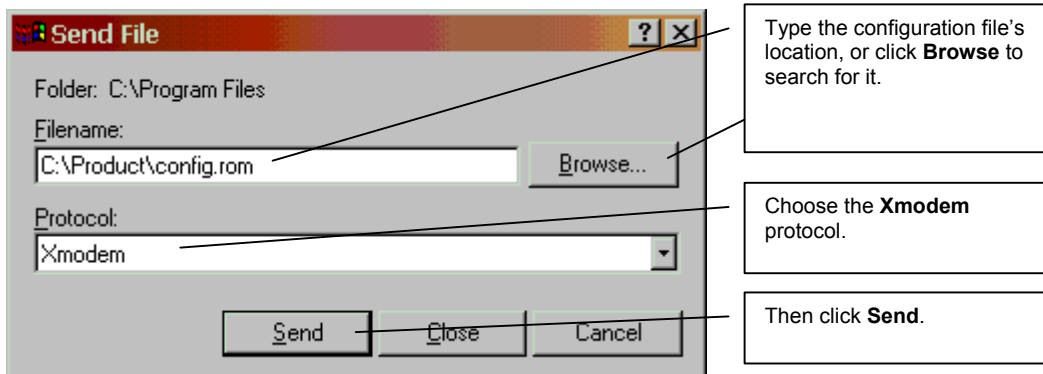 Send File
Folder: C:\Program Files
Filename:
C:\Product\config.rom
Browse...
Protocol:
Xmodem
Send
Close
Cancel
Type the configuration file’s
location, or click Browse to
search for it.
Choose the Xmodem
protocol.
Then click Send.